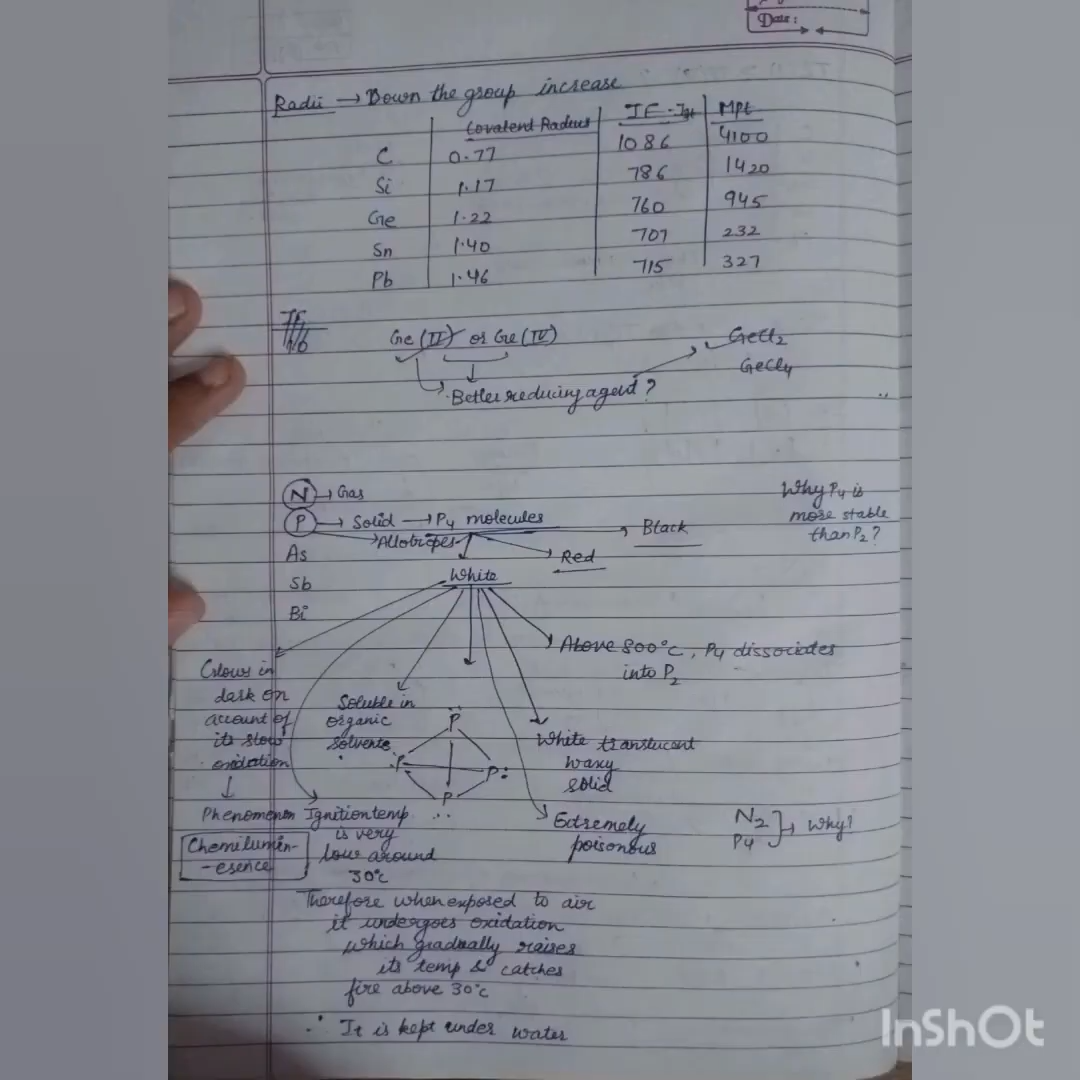 Date :
Radii → Down the group increase
Covalent Radius IE - Ist Mpt
C 0.77 1086 4100
Si 1.17 786 1420
Ge 1.22 760 945
Sn 1.40 707 232
Pb 1.46 715 327
Ge (II) or Ge (IV)
GeCl2
GeCl4
Better reducing agent ?
N → Gas
P → Solid → P4 molecules
Allotropes
Black
Why P4 is
more stable
than P2 ?
As
Red
Sb
White
Bi
Above 800°C, P4 dissociates
into P2
Glows in
dark on
account of
its slow
oxidation
Phenomenon
Chemilumin-
-esence
Soluble in
organic
solvents
P
P P:
P
White translucent
waxy
solid
Ignition temp
is very
low around
30°C
Extremely
poisonous
N2
P4
→ Why?
Therefore when exposed to air
it undergoes oxidation
which gradually raises
its temp & catches
fire above 30°C
∴ It is kept under water
InShOt